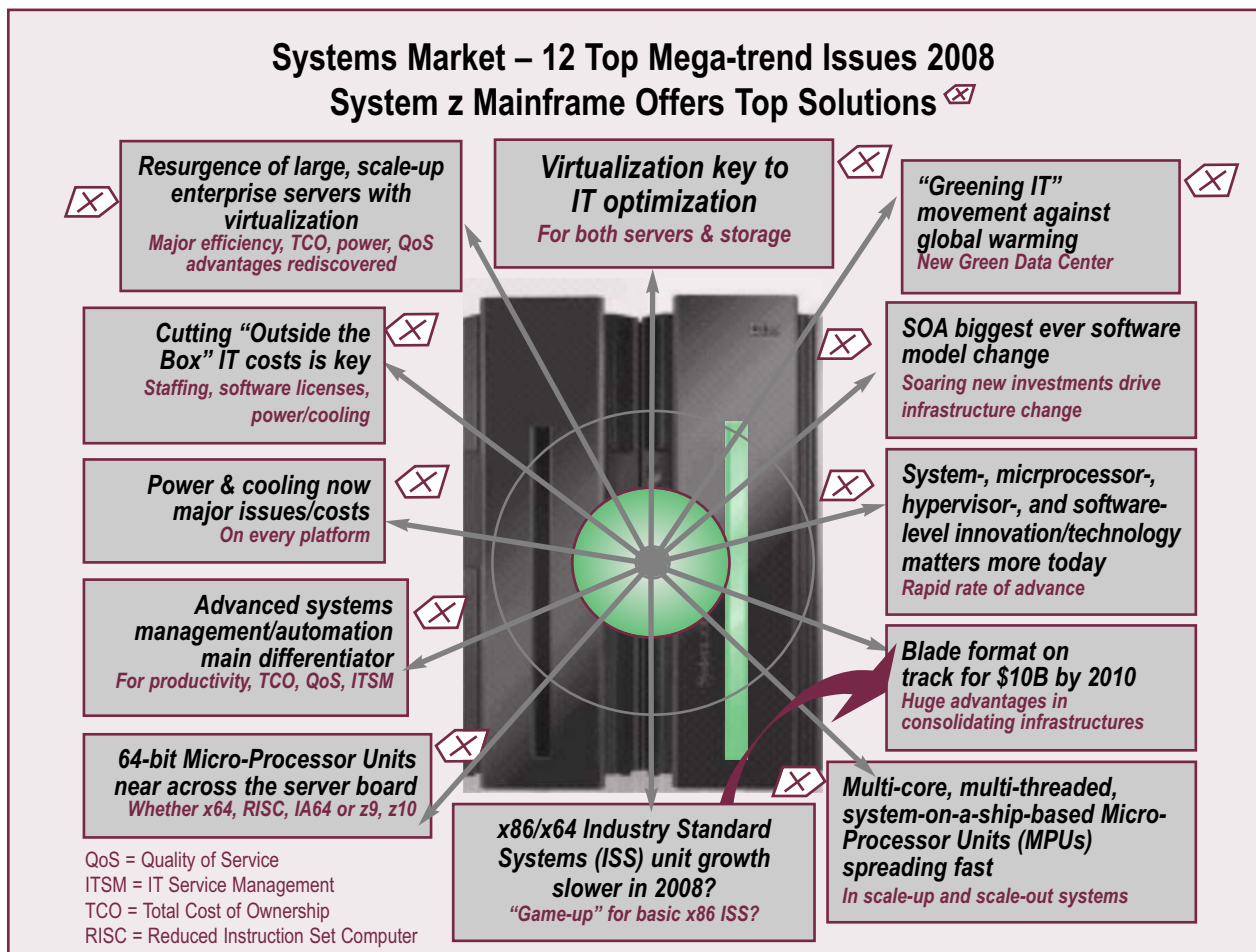 Systems Market – 12 Top Mega-trend Issues 2008
System z Mainframe Offers Top Solutions
Resurgence of large, scale-up
enterprise servers with
virtualization
Major efficiency, TCO, power, QoS
advantages rediscovered
Virtualization key to
IT optimization
For both servers & storage
“Greening IT”
movement against
global warming
New Green Data Center
Cutting “Outside the
Box” IT costs is key
Staffing, software licenses,
power/cooling
SOA biggest ever software
model change
Soaring new investments drive
infrastructure change
Power & cooling now
major issues/costs
On every platform
System-, micrprocessor-,
hypervisor-, and software-
level innovation/technology
matters more today
Rapid rate of advance
Advanced systems
management/automation
main differentiator
For productivity, TCO, QoS, ITSM
Blade format on
track for $10B by 2010
Huge advantages in
consolidating infrastructures
64-bit Micro-Processor Units
near across the server board
Whether x64, RISC, IA64 or z9, z10
x86/x64 Industry Standard
Systems (ISS) unit growth
slower in 2008?
“Game-up” for basic x86 ISS?
Multi-core, multi-threaded,
system-on-a-ship-based Micro-
Processor Units (MPUs)
spreading fast
In scale-up and scale-out systems
QoS = Quality of Service
ITSM = IT Service Management
TCO = Total Cost of Ownership
RISC = Reduced Instruction Set Computer